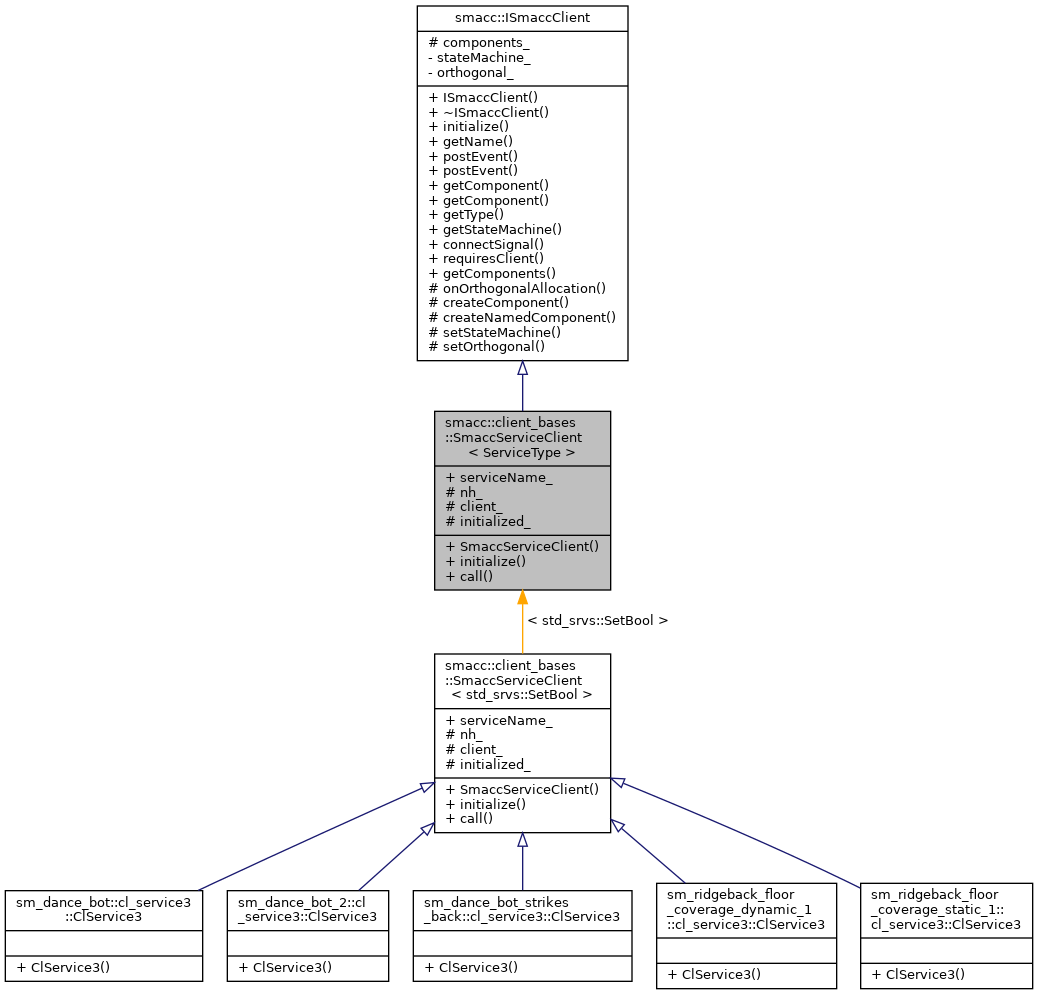 smacc::ISmaccClient
# components_
- stateMachine_
- orthogonal_
+ ISmaccClient()
+ ~ISmaccClient()
+ initialize()
+ getName()
+ postEvent()
+ postEvent()
+ getComponent()
+ getComponent()
+ getType()
+ getStateMachine()
+ connectSignal()
+ requiresClient()
+ getComponents()
# onOrthogonalAllocation()
# createComponent()
# createNamedComponent()
# setStateMachine()
# setOrthogonal()
smacc::client_bases
::SmaccServiceClient
< ServiceType >
+ serviceName_
# nh_
# client_
# initialized_
+ SmaccServiceClient()
+ initialize()
+ call()
< std_srvs::SetBool >
smacc::client_bases
::SmaccServiceClient
< std_srvs::SetBool >
+ serviceName_
# nh_
# client_
# initialized_
+ SmaccServiceClient()
+ initialize()
+ call()
sm_dance_bot::cl_service3
::ClService3
+ ClService3()
sm_dance_bot_2::cl
_service3::ClService3
+ ClService3()
sm_dance_bot_strikes
_back::cl_service3::ClService3
+ ClService3()
sm_ridgeback_floor
_coverage_dynamic_1
::cl_service3::ClService3
+ ClService3()
sm_ridgeback_floor
_coverage_static_1::
cl_service3::ClService3
+ ClService3()